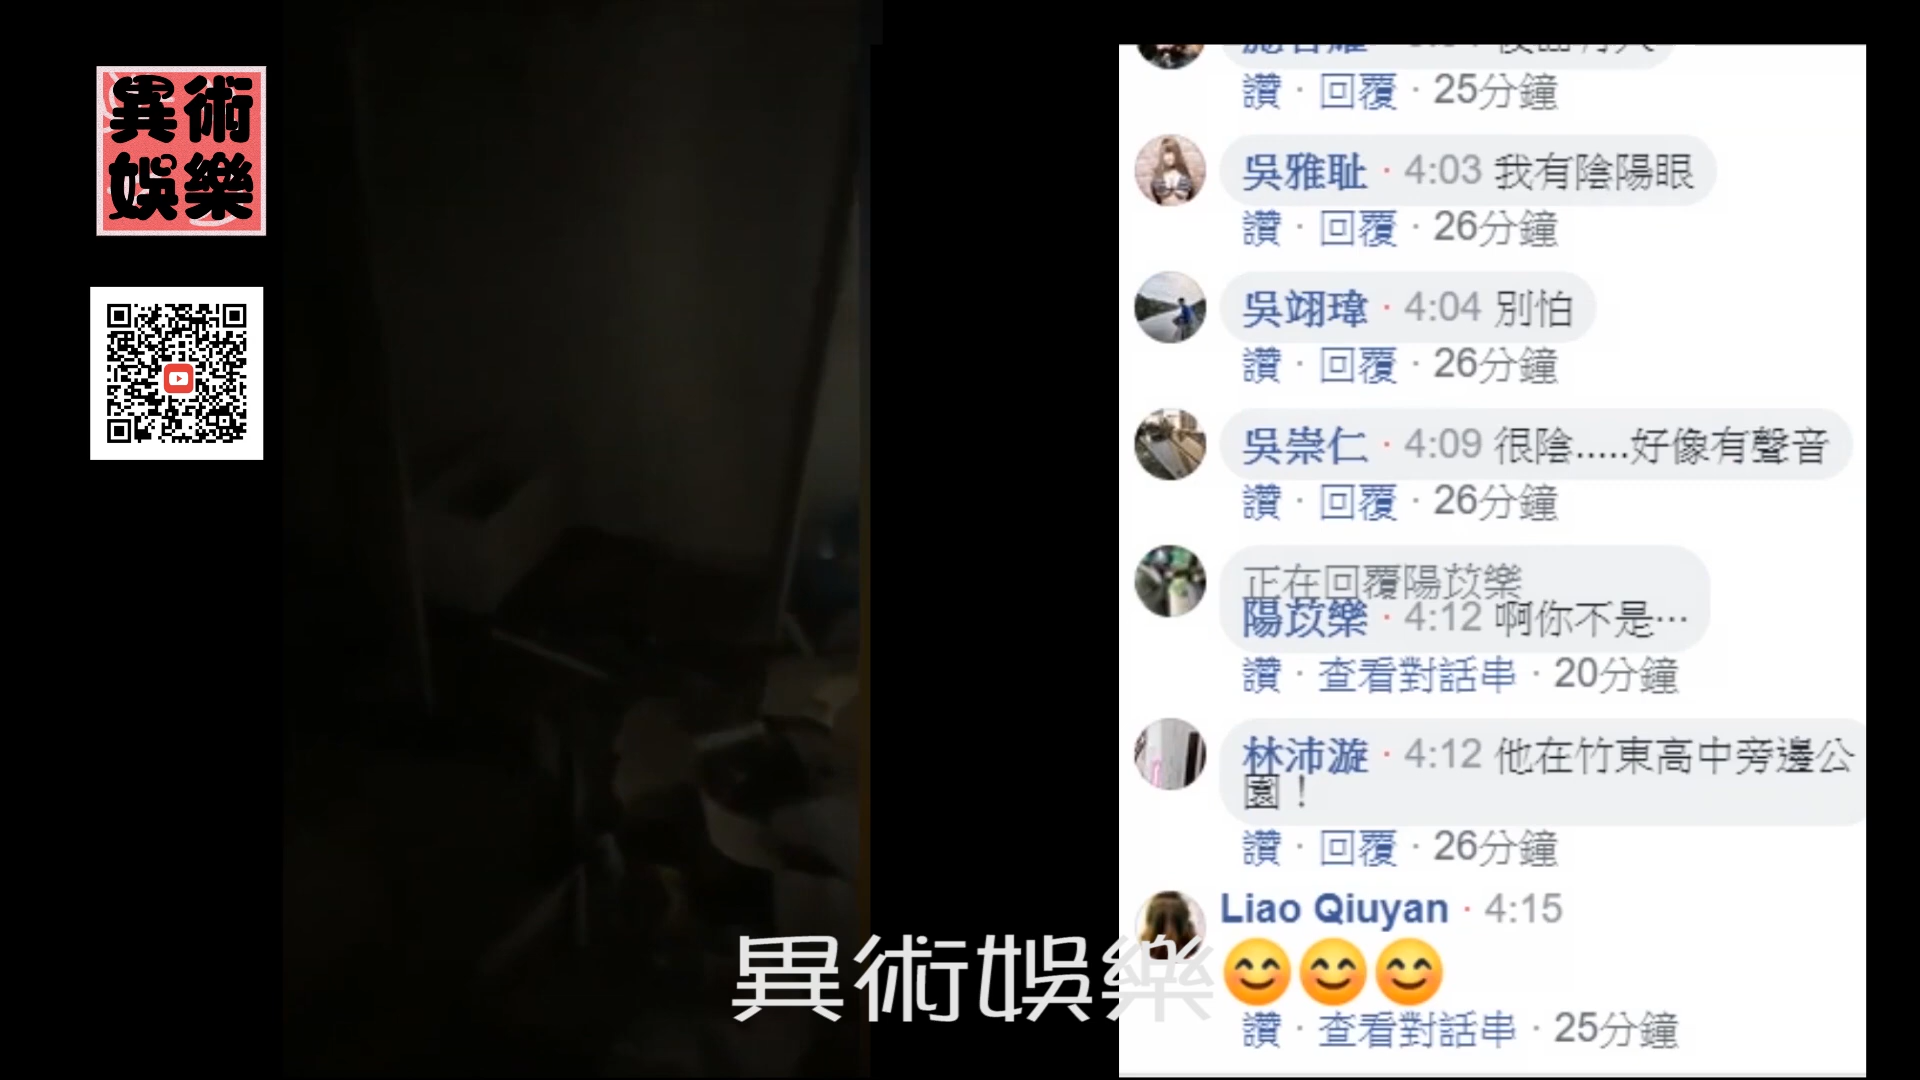 異術
娛樂
讚 · 回覆 · 25分鐘
吳雅耻 · 4:03 我有陰陽眼
讚 · 回覆 · 26分鐘
吳翊瑋 · 4:04 別怕
讚 · 回覆 · 26分鐘
吳崇仁 · 4:09 很陰.....好像有聲音
讚 · 回覆 · 26分鐘
正在回覆陽苡樂
陽苡樂 · 4:12 啊你不是…
讚 · 查看對話串 · 20分鐘
林沛漩 · 4:12 他在竹東高中旁邊公
園！
讚 · 回覆 · 26分鐘
Liao Qiuyan · 4:15
😊😊😊
讚 · 查看對話串 · 25分鐘
異術娛樂